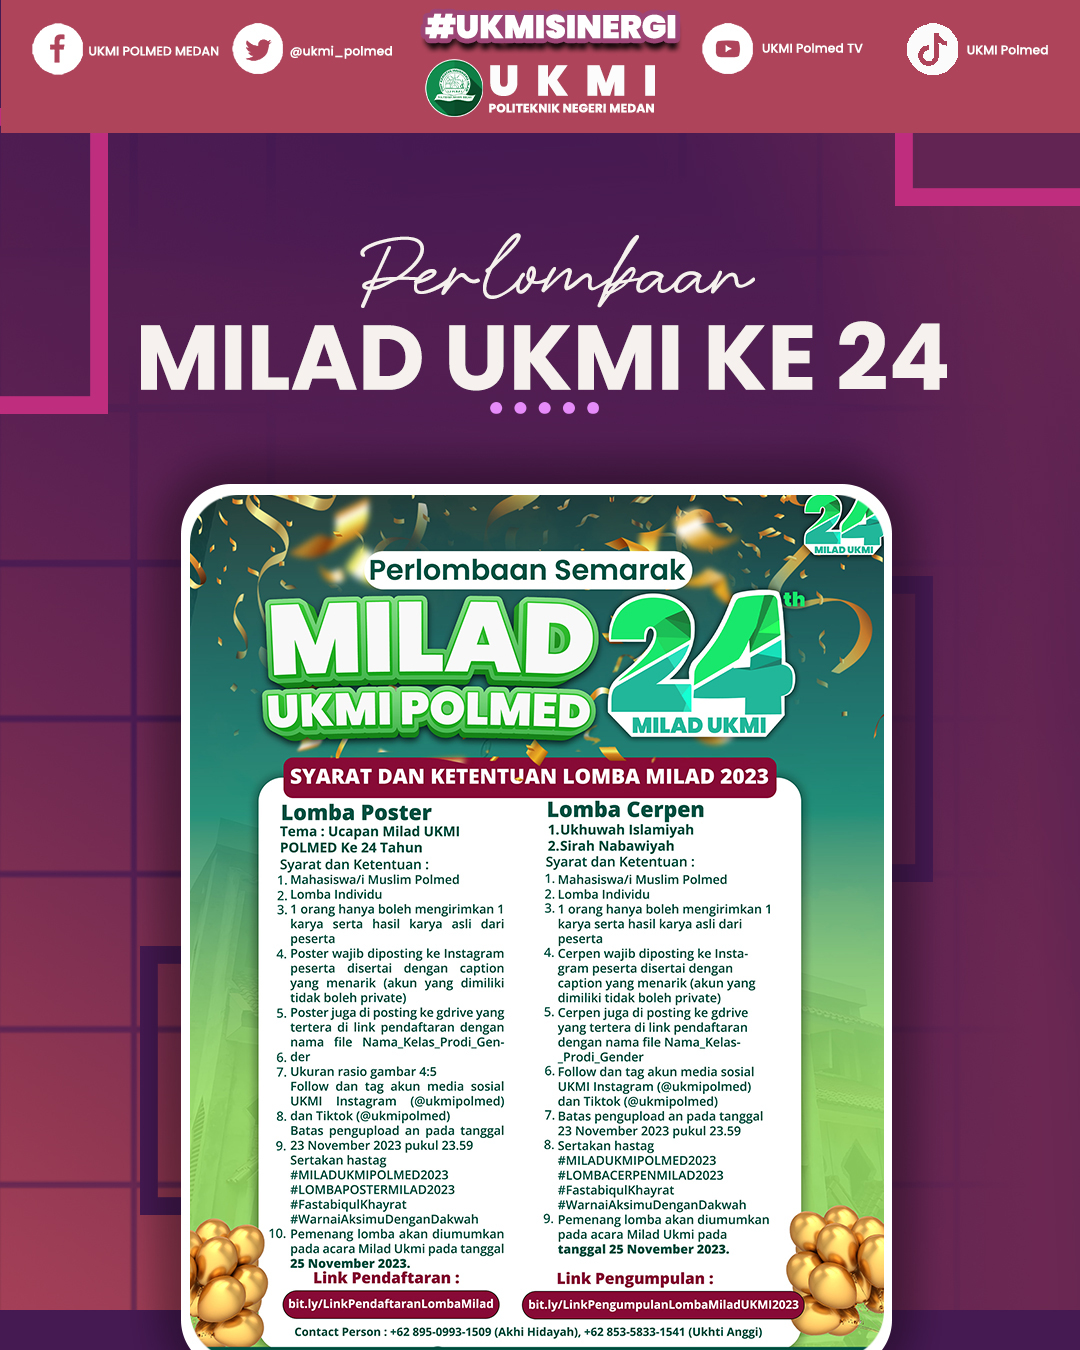 #UKMISINERGI
UKMI POLMED MEDAN
@ukmi_polmed
UKMI
POLITEKNIK NEGERI MEDAN
UKMI Polmed TV
UKMI Polmed
Perlombaan
MILAD UKMI KE 24
24
MILAD UKMI
Perlombaan Semarak
MILAD
UKMI POLMED
24th
MILAD UKMI
SYARAT DAN KETENTUAN LOMBA MILAD 2023
Lomba Poster
Tema : Ucapan Milad UKMI
POLMED Ke 24 Tahun
Syarat dan Ketentuan :
1. Mahasiswa/i Muslim Polmed
2. Lomba Individu
3. 1 orang hanya boleh mengirimkan 1
karya serta hasil karya asli dari
peserta
4. Poster wajib diposting ke Instagram
peserta disertai dengan caption
yang menarik (akun yang dimiliki
tidak boleh private)
5. Poster juga di posting ke gdrive yang
tertera di link pendaftaran dengan
nama file Nama_Kelas_Prodi_Gen-
6. der
7. Ukuran rasio gambar 4:5
Follow dan tag akun media sosial
UKMI Instagram (@ukmipolmed)
8. dan Tiktok (@ukmipolmed)
Batas pengupload an pada tanggal
9. 23 November 2023 pukul 23.59
Sertakan hastag
#MILADUKMIPOLMED2023
#LOMBAPOSTERMILAD2023
#FastabiqulKhayrat
#WarnaiAksimuDenganDakwah
10. Pemenang lomba akan diumumkan
pada acara Milad Ukmi pada tanggal
25 November 2023.
Link Pendaftaran :
bit.ly/LinkPendaftaranLombaMilad
Lomba Cerpen
1.Ukhuwah Islamiyah
2.Sirah Nabawiyah
Syarat dan Ketentuan :
1. Mahasiswa/i Muslim Polmed
2. Lomba Individu
3. 1 orang hanya boleh mengirimkan 1
karya serta hasil karya asli dari
peserta
4. Cerpen wajib diposting ke Insta-
gram peserta disertai dengan
caption yang menarik (akun yang
dimiliki tidak boleh private)
5. Cerpen juga di posting ke gdrive
yang tertera di link pendaftaran
dengan nama file Nama_Kelas-
_Prodi_Gender
6. Follow dan tag akun media sosial
UKMI Instagram (@ukmipolmed)
dan Tiktok (@ukmipolmed)
7. Batas pengupload an pada tanggal
23 November 2023 pukul 23.59
8. Sertakan hastag
#MILADUKMIPOLMED2023
#LOMBACERPENMILAD2023
#FastabiqulKhayrat
#WarnaiAksimuDenganDakwah
9. Pemenang lomba akan diumumkan
pada acara Milad Ukmi pada
tanggal 25 November 2023.
Link Pengumpulan :
bit.ly/LinkPengumpulanLombaMiladUKMI2023
Contact Person : +62 895-0993-1509 (Akhi Hidayah), +62 853-5833-1541 (Ukhti Anggi)